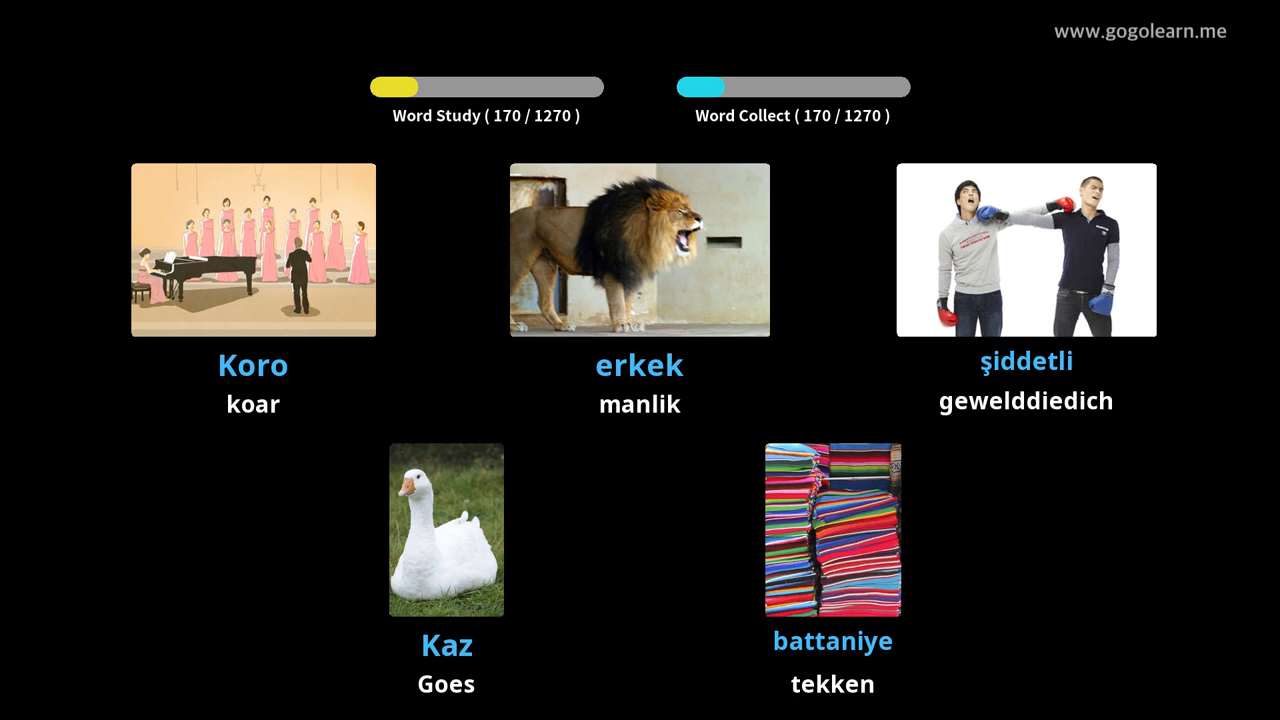 www.gogolearn.me
Word Study ( 170 / 1270 )
Word Collect ( 170 / 1270 )
Koro
koar
erkek
manlik
şiddetli
gewelddiedich
Kaz
Goes
battaniye
tekken